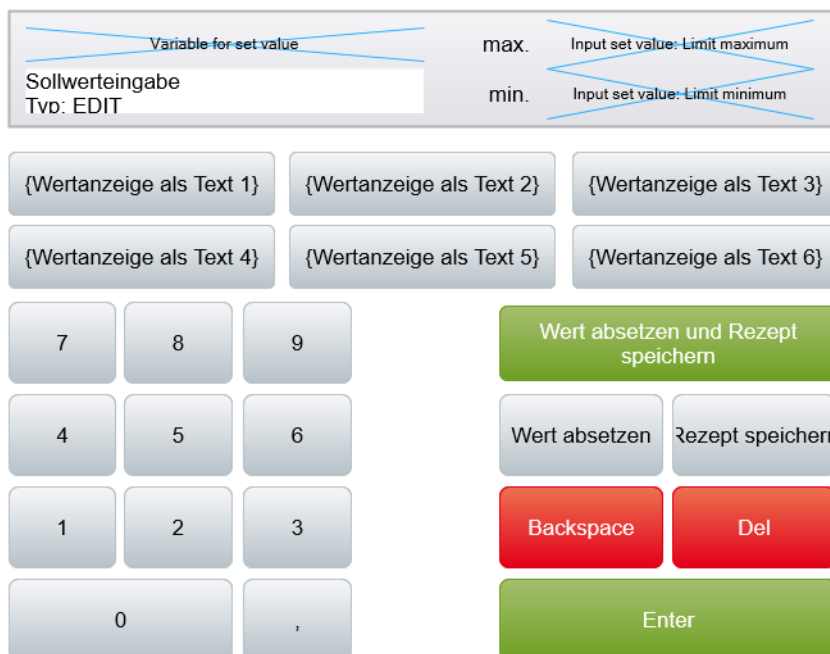 Variable for set value
max.
Input set value: Limit maximum
Sollwerteingabe
Typ: EDIT
min.
Input set value: Limit minimum
{Wertanzeige als Text 1}
{Wertanzeige als Text 2}
{Wertanzeige als Text 3}
{Wertanzeige als Text 4}
{Wertanzeige als Text 5}
{Wertanzeige als Text 6}
7
8
9
Wert absetzen und Rezept
speichern
4
5
6
Wert absetzen
Rezept speichern
1
2
3
Backspace
Del
0
,
Enter